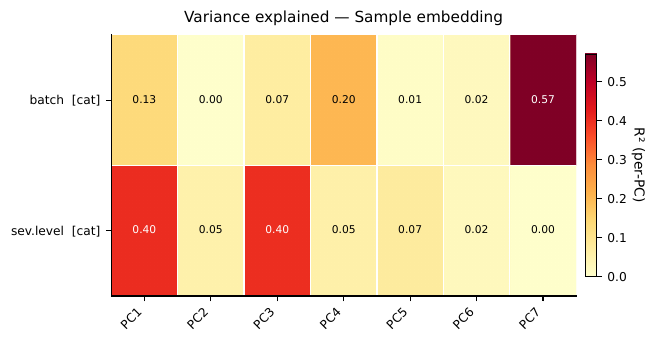 Variance explained — Sample embedding
batch [cat]
0.13 0.00 0.07 0.20 0.01 0.02 0.57
sev.level [cat]
0.40 0.05 0.40 0.05 0.07 0.02 0.00
PC1 PC2 PC3 PC4 PC5 PC6 PC7
0.5
0.4
0.3
0.2
0.1
0.0
R² (per-PC)